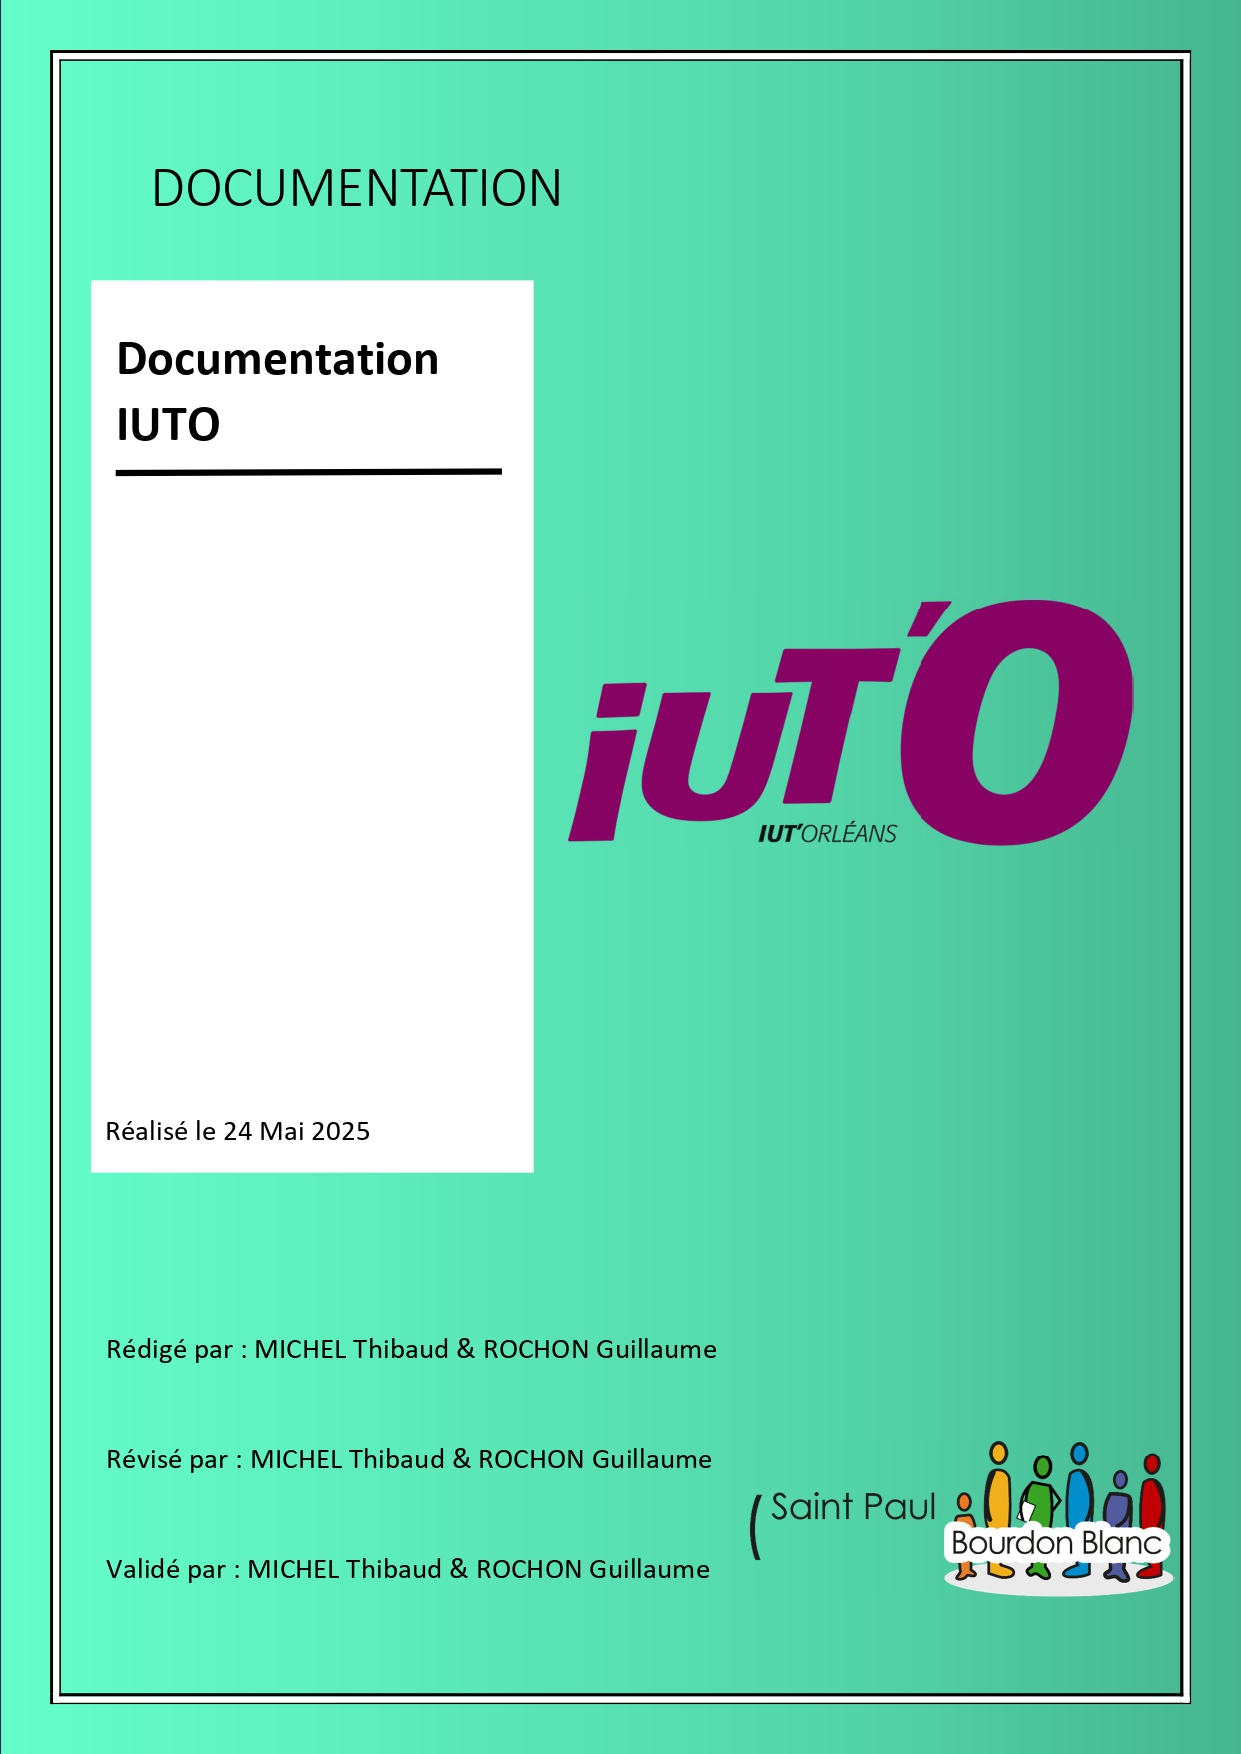 DOCUMENTATION
Documentation
IUTO
iUT'O
IUT'ORLÉANS
Réalisé le 24 Mai 2025
Rédigé par : MICHEL Thibaud & ROCHON Guillaume
Révisé par : MICHEL Thibaud & ROCHON Guillaume
(Saint Paul
Bourdon Blanc
Validé par : MICHEL Thibaud & ROCHON Guillaume